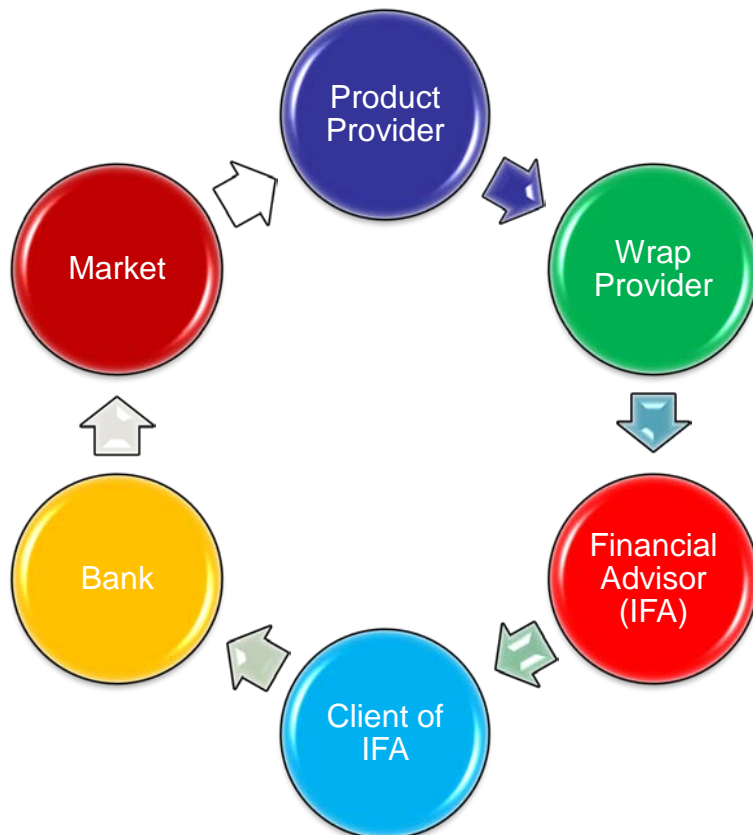 Product
Provider
Wrap
Provider
Financial
Advisor
(IFA)
Client of
IFA
Bank
Market